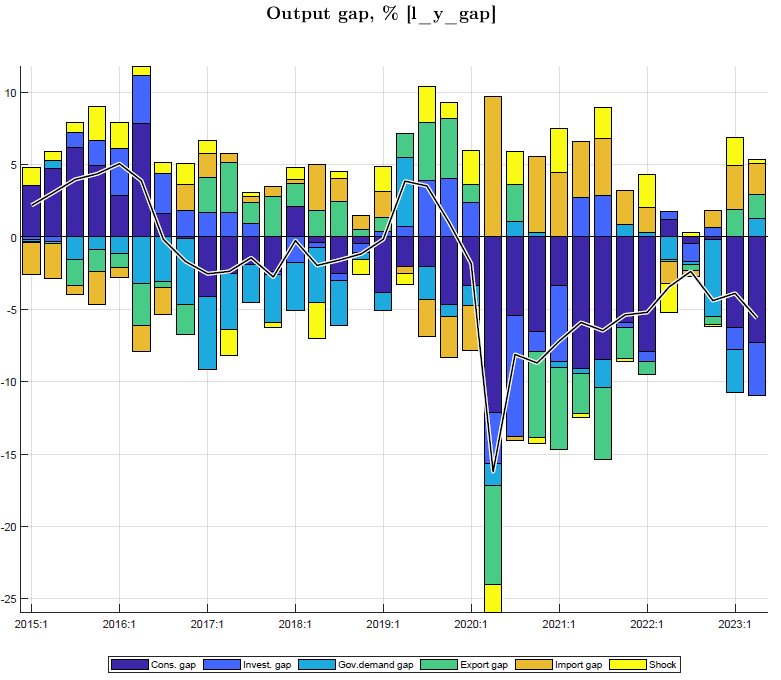 Output gap, % [l_y_gap]
10
5
0
-5
-10
-15
-20
-25
2015:1 2016:1 2017:1 2018:1 2019:1 2020:1 2021:1 2022:1 2023:1
Cons. gap Invest. gap Gov.demand gap Export gap Import gap Shock